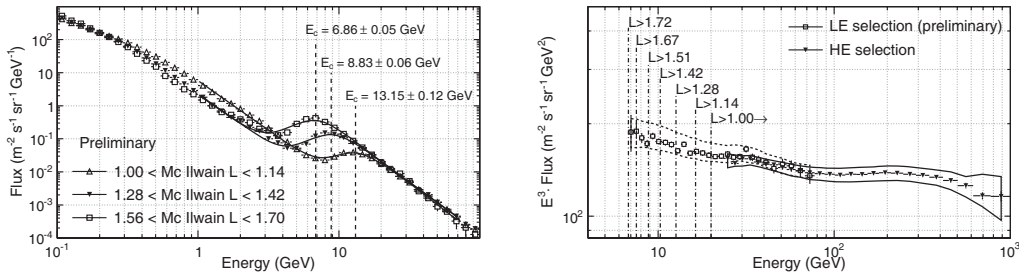 Flux (m⁻² s⁻¹ sr⁻¹ GeV⁻¹)
10²
10
1
10⁻¹
10⁻²
10⁻³
10⁻⁴
E_c = 6.86 ± 0.05 GeV
E_c = 8.83 ± 0.06 GeV
E_c = 13.15 ± 0.12 GeV
Preliminary
1.00 < Mc Ilwain L < 1.14
1.28 < Mc Ilwain L < 1.42
1.56 < Mc Ilwain L < 1.70
10⁻¹ 1 10
Energy (GeV)
E³. Flux (m⁻² s⁻¹ sr⁻¹ GeV²)
10²
L>1.72
L>1.67
L>1.51
L>1.42
L>1.28
L>1.14
L>1.00→
LE selection (preliminary)
HE selection
10 10² 10³
Energy (GeV)